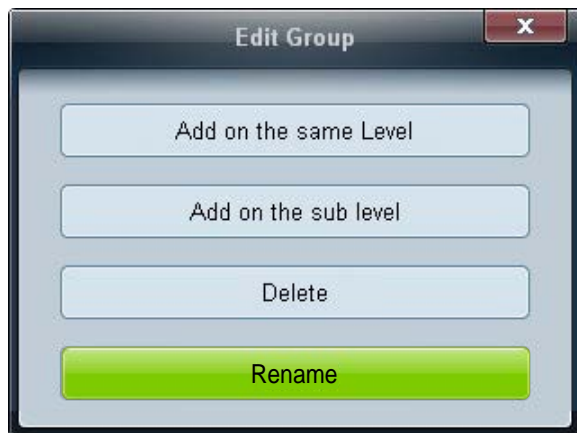 Edit Group
x
Add on the same Level
Add on the sub level
Delete
Rename